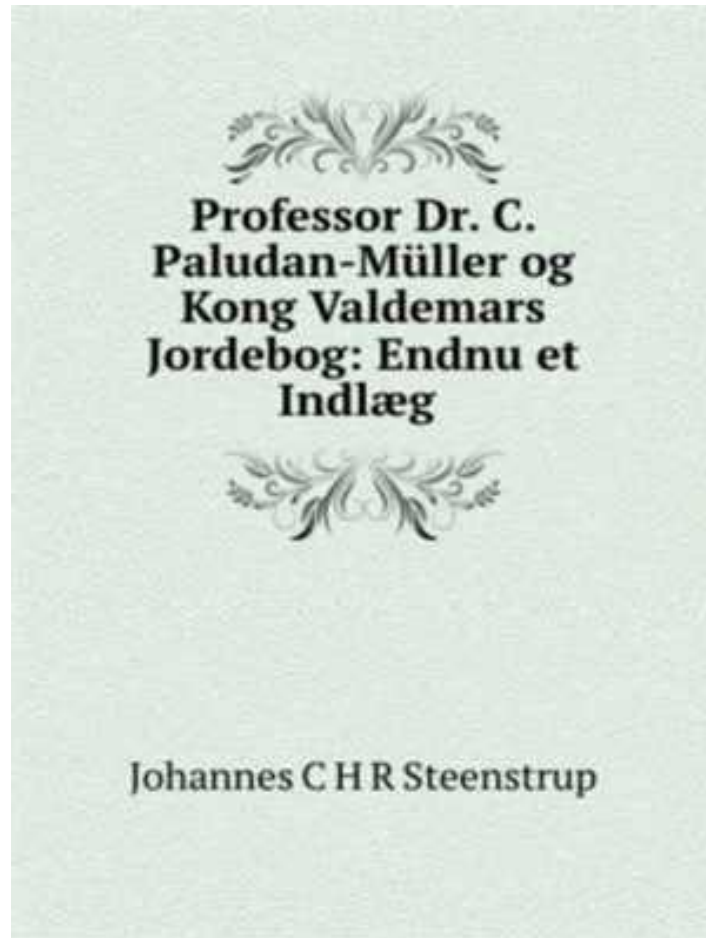 Professor Dr. C.
Paludan-Müller og
Kong Valdemars
Jordebog: Endnu et
Indlæg
Johannes C H R Steenstrup